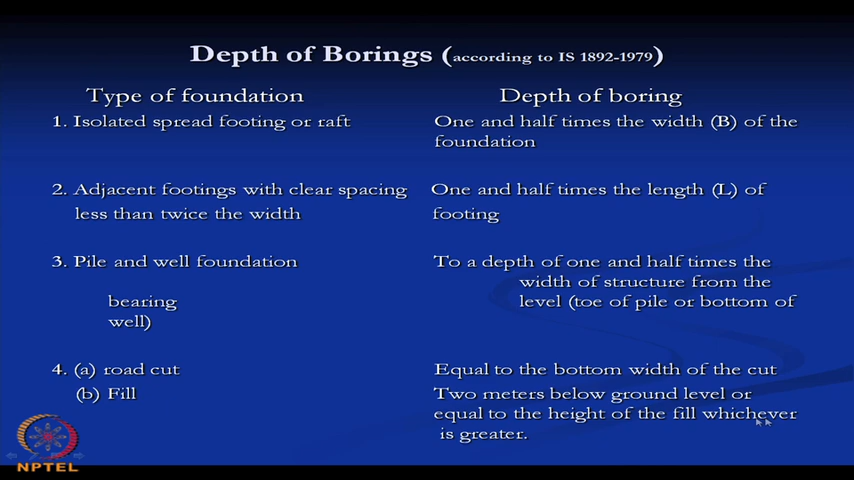 Depth of Borings (according to IS 1892-1979)
Type of foundation Depth of boring
1. Isolated spread footing or raft One and half times the width (B) of the
foundation
2. Adjacent footings with clear spacing One and half times the length (L) of
less than twice the width footing
3. Pile and well foundation To a depth of one and half times the
width of structure from the
bearing level (toe of pile or bottom of
well)
4. (a) road cut Equal to the bottom width of the cut
(b) Fill Two meters below ground level or
equal to the height of the fill whichever
is greater.
NPTEL